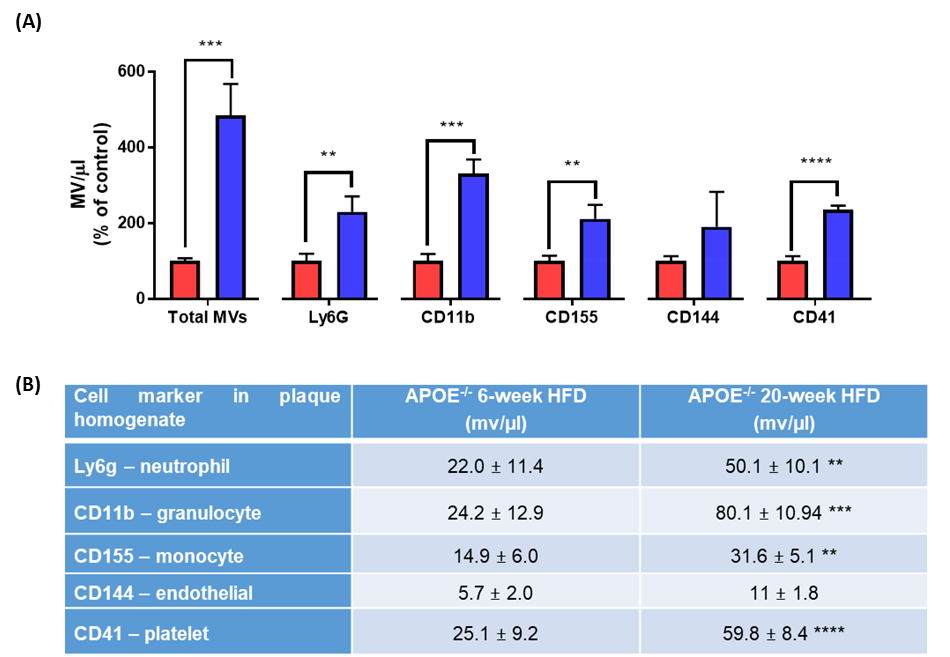 (A)
MV/µl
(% of control)
600
400
200
0
***
**
***
**
****
Total MVs
Ly6G
CD11b
CD155
CD144
CD41
(B)
Cell marker in plaque homogenate
APOE-/- 6-week HFD
(mv/µl)
APOE-/- 20-week HFD
(mv/µl)
Ly6g – neutrophil
22.0 ± 11.4
50.1 ± 10.1 **
CD11b – granulocyte
24.2 ± 12.9
80.1 ± 10.94 ***
CD155 – monocyte
14.9 ± 6.0
31.6 ± 5.1 **
CD144 – endothelial
5.7 ± 2.0
11 ± 1.8
CD41 – platelet
25.1 ± 9.2
59.8 ± 8.4 ****